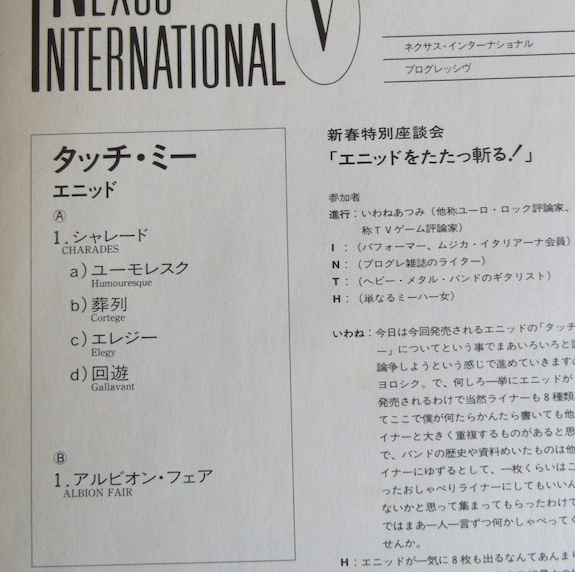 NEXUS
INTERNATIONAL
V
ネクサス・インターナショナル
プログレッシヴ
タッチ・ミー
エニッド
Ⓐ
1.シャレード
CHARADES
a)ユーモレスク
Humouresque
b)葬列
Cortege
c)エレジー
Elegy
d)回遊
Gallavant
Ⓑ
1.アルビオン・フェア
ALBION FAIR
新春特別座談会
「エニッドをたたっ斬る!」
参加者
進行:いわねあつみ(他称ユーロ・ロック評論家、
称TVゲーム評論家)
I:(パフォーマー、ムジカ・イタリアーナ会員)
N:(プログレ雑誌のライター)
T:(ヘビー・メタル・バンドのギタリスト)
H:(単なるミーハー女)
いわね:今日は今回発売されるエニッドの「タッチ
ー」についてという事でまあいろいろと
論争しようという感じで進めていきますの
ヨロシク。で、何しろ一挙にエニッドが
発売されるわけで当然ライナーも8種類
てここで僕が何たらかんたら書いても他
イナーと大きく重複するものがあると思
で、バンドの歴史や資料めいたものは他
イナーにゆずるとして、一枚くらいはこ
ったおしゃべりライナーにしてもいいん
ないかと思って集まってもらったわけで
ではまあ一人一言ずつ何かしゃべってく
せんか。
H:エニッドが一気に8枚も出るなんてあんまり